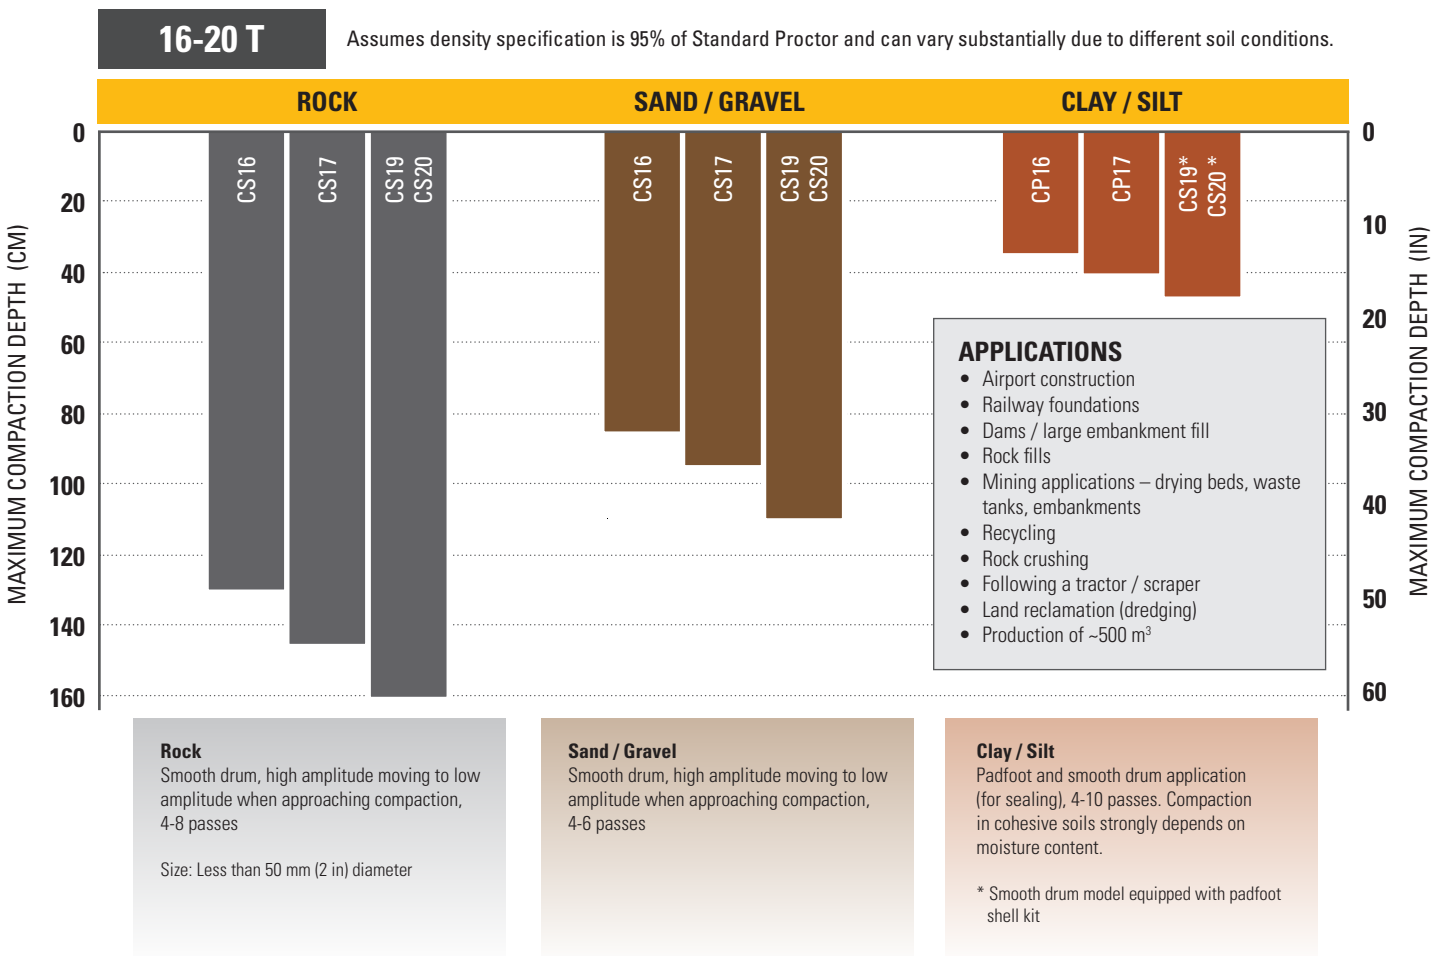 16-20 T
Assumes density specification is 95% of Standard Proctor and can vary substantially due to different soil conditions.
ROCK
SAND / GRAVEL
CLAY / SILT
MAXIMUM COMPACTION DEPTH (CM)
0
20
40
60
80
100
120
140
160
CS16
CS17
CS19
CS20
CS16
CS17
CS19
CS20
CP16
CP17
CS19*
CS20 *
0
10
20
30
40
50
60
MAXIMUM COMPACTION DEPTH (IN)
APPLICATIONS
• Airport construction
• Railway foundations
• Dams / large embankment fill
• Rock fills
• Mining applications – drying beds, waste
tanks, embankments
• Recycling
• Rock crushing
• Following a tractor / scraper
• Land reclamation (dredging)
• Production of ~500 m³
Rock
Smooth drum, high amplitude moving to low
amplitude when approaching compaction,
4-8 passes
Size: Less than 50 mm (2 in) diameter
Sand / Gravel
Smooth drum, high amplitude moving to low
amplitude when approaching compaction,
4-6 passes
Clay / Silt
Padfoot and smooth drum application
(for sealing), 4-10 passes. Compaction
in cohesive soils strongly depends on
moisture content.
* Smooth drum model equipped with padfoot
shell kit